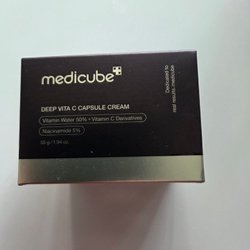 medicube
DEEP VITA C CAPSULE CREAM
Vitamin Water 50% + Vitamin C Derivatives
Niacinamide 5%
55 g / 1.94 oz.
Dedicated to
real results, medicube